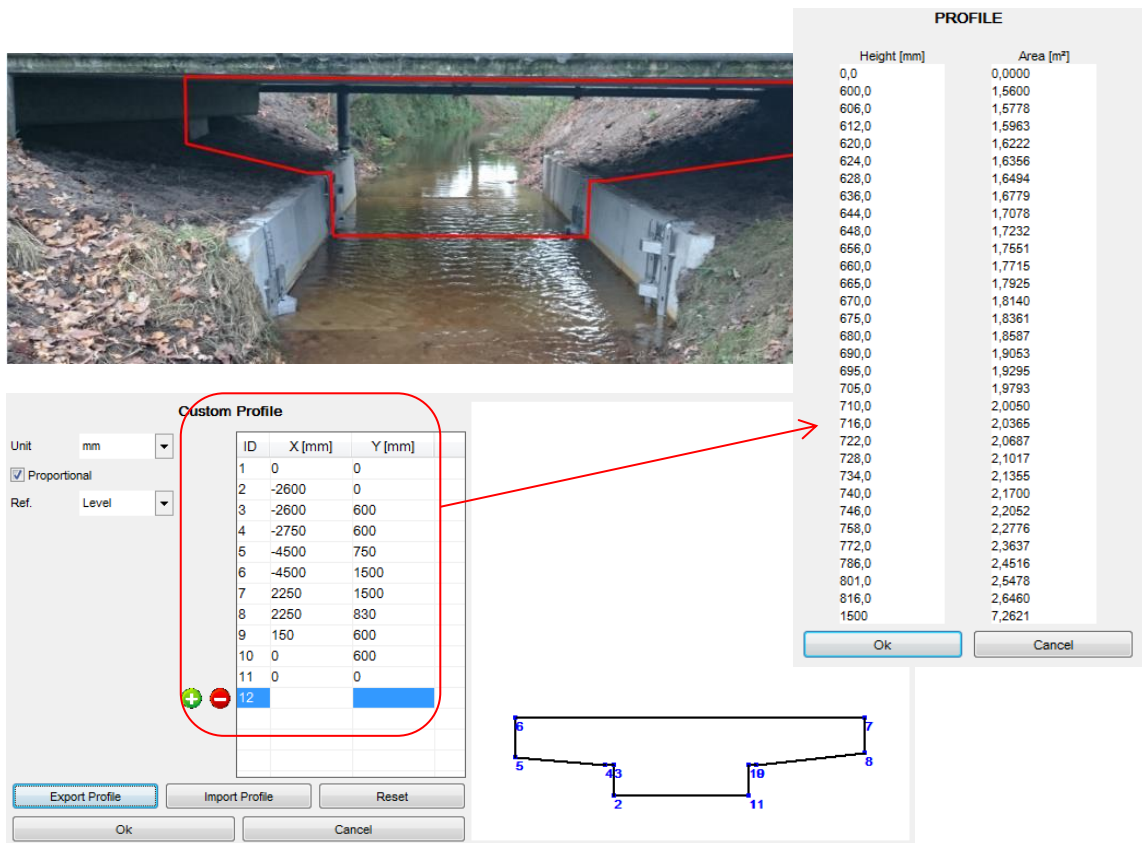 PROFILE
Height [mm] Area [m²]
0,0 0,0000
600,0 1,5600
606,0 1,5778
612,0 1,5963
620,0 1,6222
624,0 1,6356
628,0 1,6494
636,0 1,6779
644,0 1,7078
648,0 1,7232
656,0 1,7551
660,0 1,7715
665,0 1,7925
670,0 1,8140
675,0 1,8361
680,0 1,8587
690,0 1,9053
695,0 1,9295
705,0 1,9793
710,0 2,0050
716,0 2,0365
722,0 2,0687
728,0 2,1017
734,0 2,1355
740,0 2,1700
746,0 2,2052
758,0 2,2776
772,0 2,3637
786,0 2,4516
801,0 2,5478
816,0 2,6460
1500 7,2621
Ok Cancel
Custom Profile
Unit mm
Proportional
Ref. Level
ID X [mm] Y [mm]
1 0 0
2 -2600 0
3 -2600 600
4 -2750 600
5 -4500 750
6 -4500 1500
7 2250 1500
8 2250 830
9 150 600
10 0 600
11 0 0
12
Export Profile Import Profile Reset
Ok Cancel
6 7
5 43 19 8
2 11